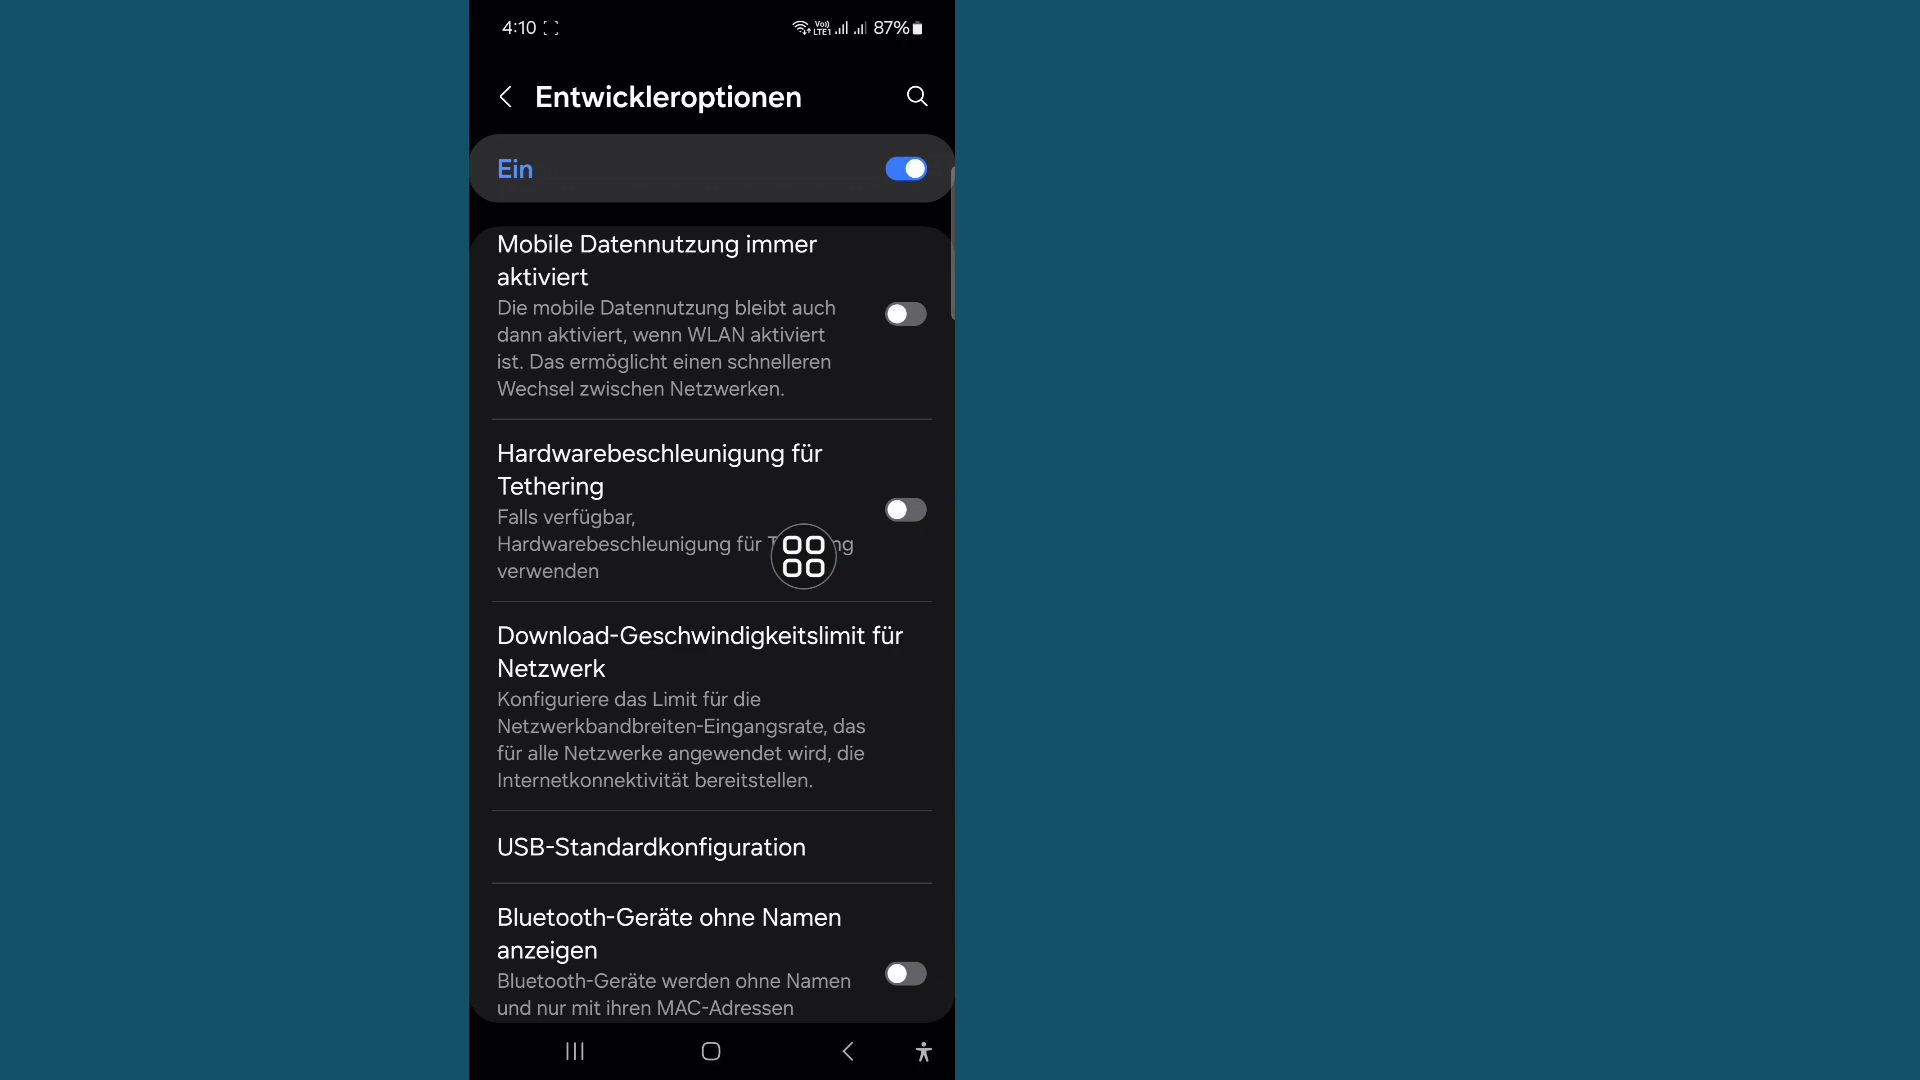 4:10
Vo))
LTE1
87%
Entwickleroptionen
Ein
Mobile Datennutzung immer
aktiviert
Die mobile Datennutzung bleibt auch
dann aktiviert, wenn WLAN aktiviert
ist. Das ermöglicht einen schnelleren
Wechsel zwischen Netzwerken.
Hardwarebeschleunigung für
Tethering
Falls verfügbar,
Hardwarebeschleunigung für
verwenden
Download-Geschwindigkeitslimit für
Netzwerk
Konfiguriere das Limit für die
Netzwerkbandbreiten-Eingangsrate, das
für alle Netzwerke angewendet wird, die
Internetkonnektivität bereitstellen.
USB-Standardkonfiguration
Bluetooth-Geräte ohne Namen
anzeigen
Bluetooth-Geräte werden ohne Namen
und nur mit ihren MAC-Adressen